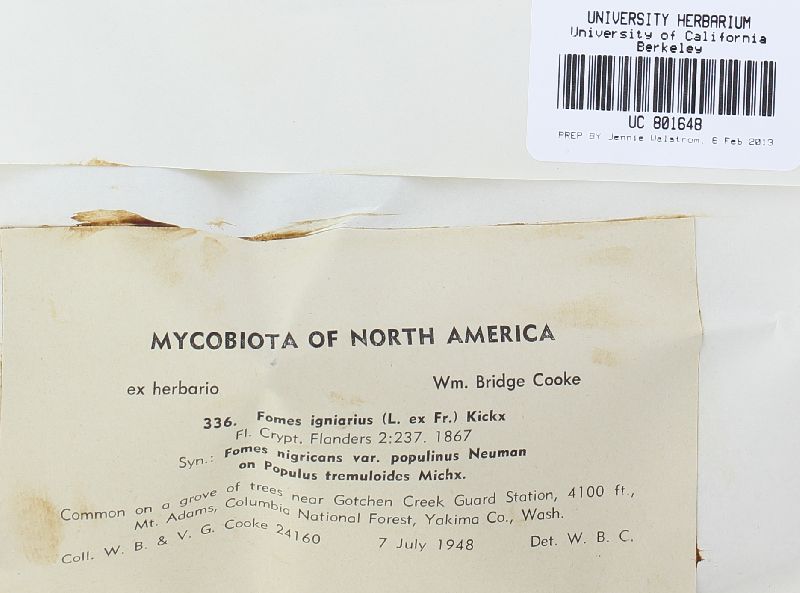 UNIVERSITY HERBARIUM
University of California
Berkeley
UC 801648
PREP BY Jennie Walstrom, 6 Feb 2013
MYCOBIOTA OF NORTH AMERICA
ex herbario Wm. Bridge Cooke
336. Fomes igniarius (L. ex Fr.) Kickx
Fl. Crypt. Flanders 2:237. 1867
Syn.: Fomes nigricans var. populinus Neuman
on Populus tremuloides Michx.
Common on a grove of trees near Gotchen Creek Guard Station, 4100 ft.,
Mt. Adams, Columbia National Forest, Yakima Co., Wash.
Coll. W. B. & V. G. Cooke 24160 7 July 1948 Det. W. B. C.